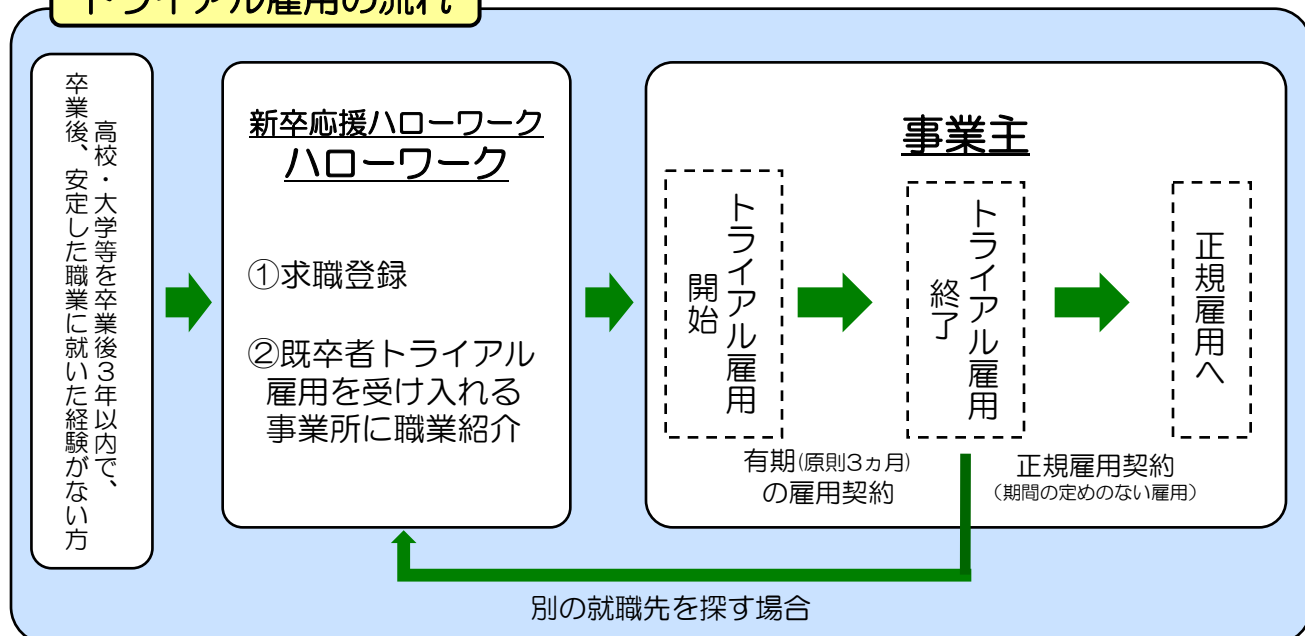 トライアル雇用の流れ
高校・大学等を卒業後３年以内で、
卒業後、安定した職業に就いた経験がない方
新卒応援ハローワーク
ハローワーク
①求職登録
②既卒者トライアル
雇用を受け入れる
事業所に職業紹介
事業主
トライアル雇用
開始
トライアル雇用
終了
正規雇用へ
有期(原則3ヵ月)
の雇用契約
正規雇用契約
（期間の定めのない雇用）
別の就職先を探す場合